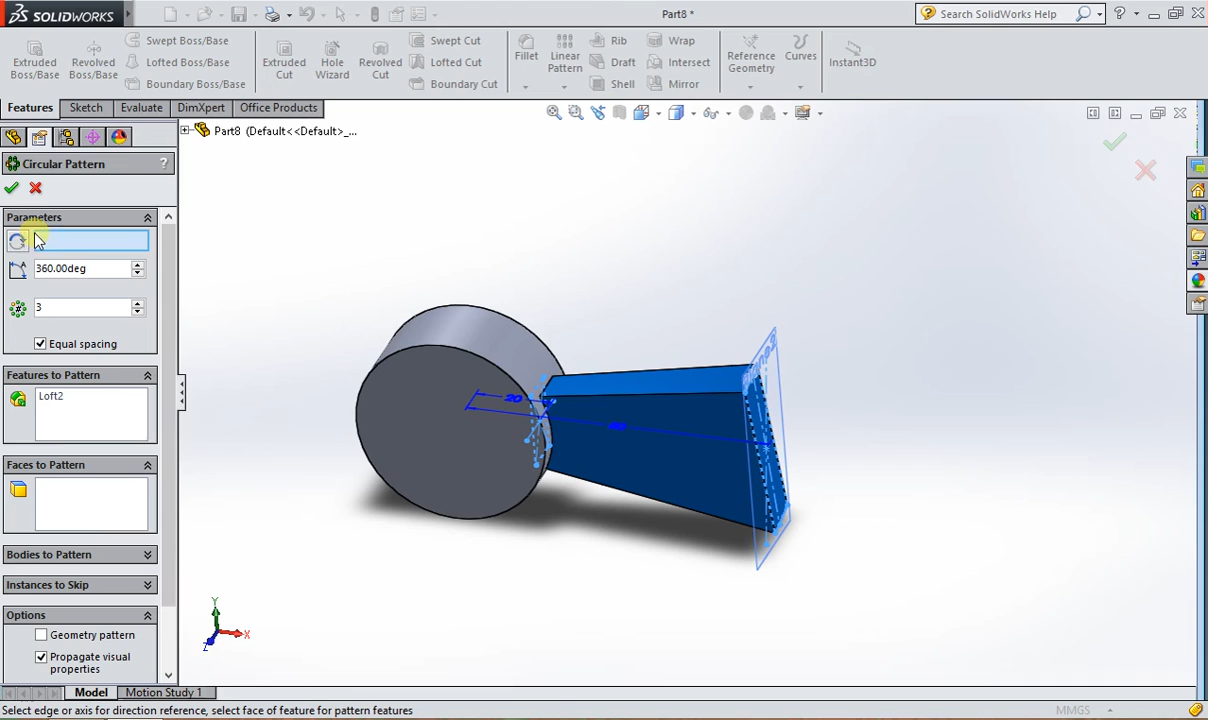 SOLIDWORKS
Part8 *
Search SolidWorks Help
Extruded Boss/Base
Revolved Boss/Base
Swept Boss/Base
Lofted Boss/Base
Boundary Boss/Base
Extruded Cut
Hole Wizard
Revolved Cut
Swept Cut
Lofted Cut
Boundary Cut
Fillet
Linear Pattern
Rib
Draft
Shell
Wrap
Intersect
Mirror
Reference Geometry
Curves
Instant3D
Features
Sketch
Evaluate
DimXpert
Office Products
Part8 (Default<<Default>_...
Circular Pattern
?
Parameters
360.00deg
3
Equal spacing
Features to Pattern
Loft2
Faces to Pattern
Bodies to Pattern
Instances to Skip
Options
Geometry pattern
Propagate visual
properties
20
Y
X
Z
Model
Motion Study 1
Select edge or axis for direction reference, select face of feature for pattern features
MMGS